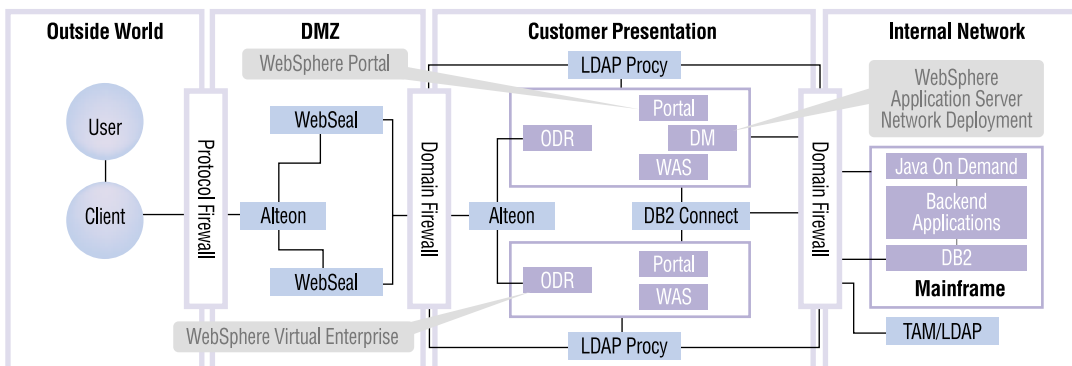 Outside World
DMZ
Customer Presentation
Internal Network
User
Client
Protocol Firewall
WebSeal
Alteon
WebSeal
Domain Firewall
WebSphere Portal
LDAP Procy
Portal
ODR
DM
WAS
Alteon
DB2 Connect
ODR
Portal
WAS
WebSphere Virtual Enterprise
LDAP Procy
Domain Firewall
WebSphere
Application Server
Network Deployment
Java On Demand
Backend
Applications
DB2
Mainframe
TAM/LDAP